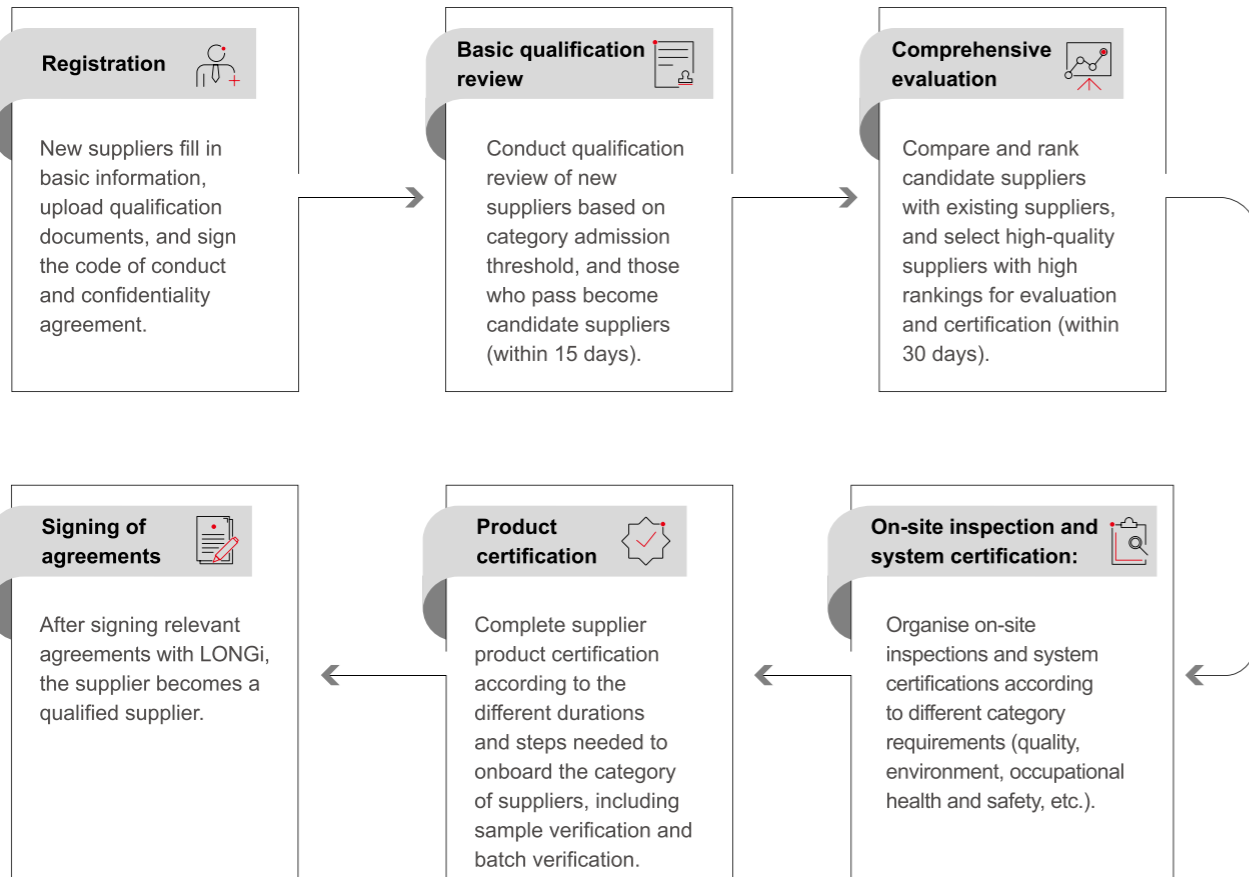 Registration
New suppliers fill in
basic information,
upload qualification
documents, and sign
the code of conduct
and confidentiality
agreement.
Basic qualification
review
Conduct qualification
review of new
suppliers based on
category admission
threshold, and those
who pass become
candidate suppliers
(within 15 days).
Comprehensive
evaluation
Compare and rank
candidate suppliers
with existing suppliers,
and select high-quality
suppliers with high
rankings for evaluation
and certification (within
30 days).
On-site inspection and
system certification:
Organise on-site
inspections and system
certifications according
to different category
requirements (quality,
environment, occupational
health and safety, etc.).
Product
certification
Complete supplier
product certification
according to the
different durations
and steps needed to
onboard the category
of suppliers, including
sample verification and
batch verification.
Signing of
agreements
After signing relevant
agreements with LONGi,
the supplier becomes a
qualified supplier.